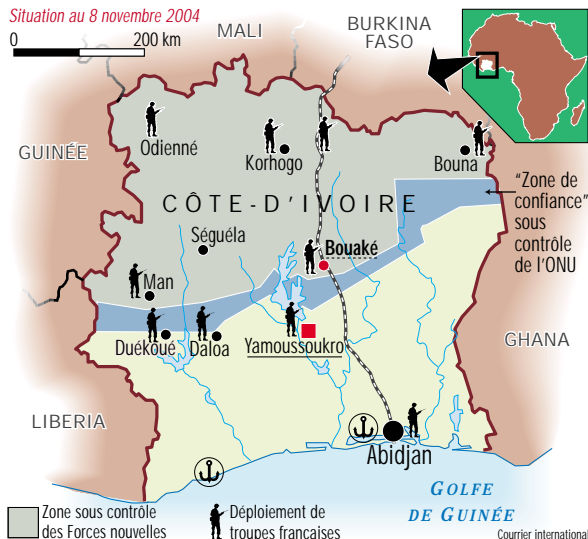 Situation au 8 novembre 2004
0 200 km
MALI
BURKINA
FASO
GUINÉE
Odienné
Korhogo
Bouna
CÔTE-D'IVOIRE
"Zone de
confiance"
sous
contrôle
de l'ONU
Séguéla
Bouaké
Man
Duékoué
Daloa
Yamoussoukro
GHANA
LIBERIA
Abidjan
GOLFE
DE GUINÉE
Zone sous contrôle
des Forces nouvelles
Déploiement de
troupes françaises
Courrier international